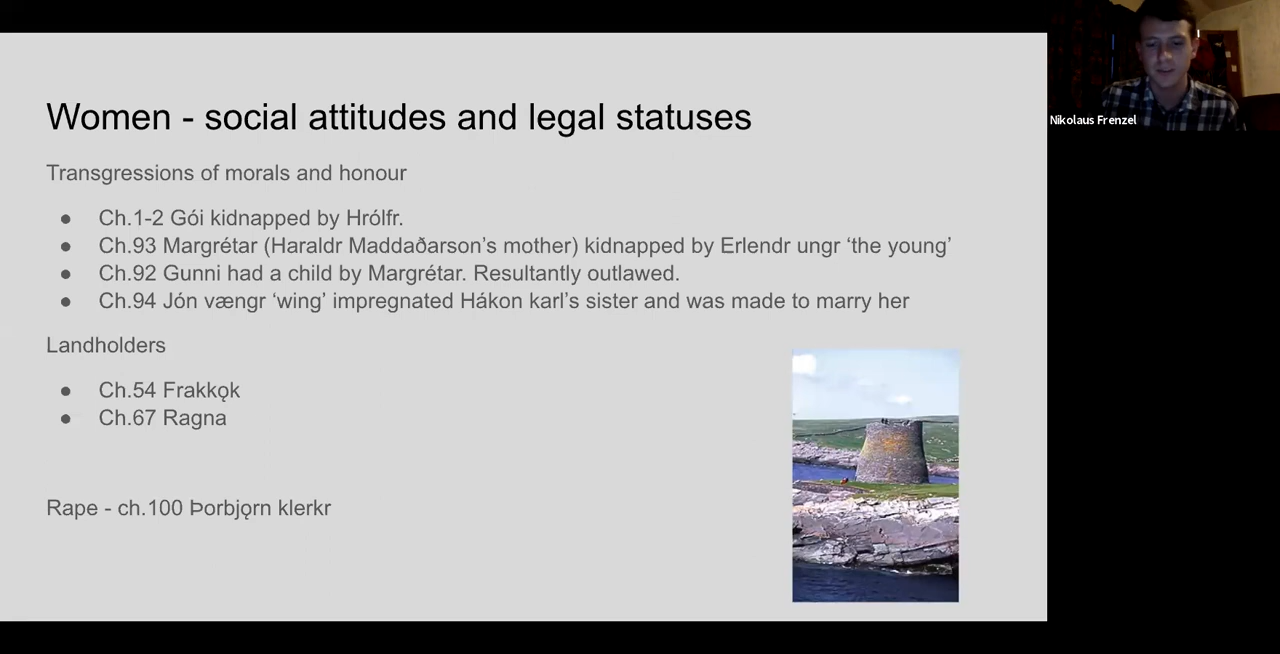 Women - social attitudes and legal statuses
Transgressions of morals and honour
● Ch.1-2 Gói kidnapped by Hrólfr.
● Ch.93 Margrétar (Haraldr Maddaðarson’s mother) kidnapped by Erlendr ungr ‘the young’
● Ch.92 Gunni had a child by Margrétar. Resultantly outlawed.
● Ch.94 Jón vængr ‘wing’ impregnated Hákon karl’s sister and was made to marry her
Landholders
● Ch.54 Frakkǫk
● Ch.67 Ragna
Rape - ch.100 Þorbjǫrn klerkr
Nikolaus Frenzel